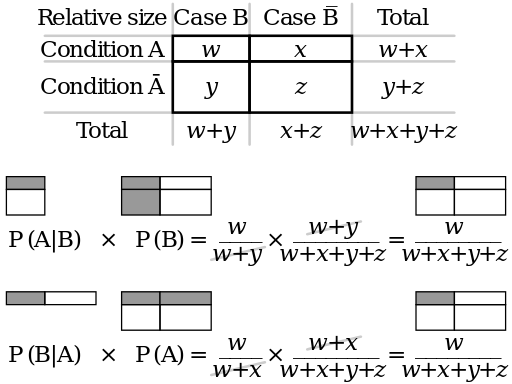 Relative size Case B Case B̄ Total
Condition A w x w+x
Condition Ā y z y+z
Total w+y x+z w+x+y+z
P (A|B) × P (B) = w/w+y × w+y/w+x+y+z = w/w+x+y+z
P (B|A) × P (A) = w/w+x × w+x/w+x+y+z = w/w+x+y+z